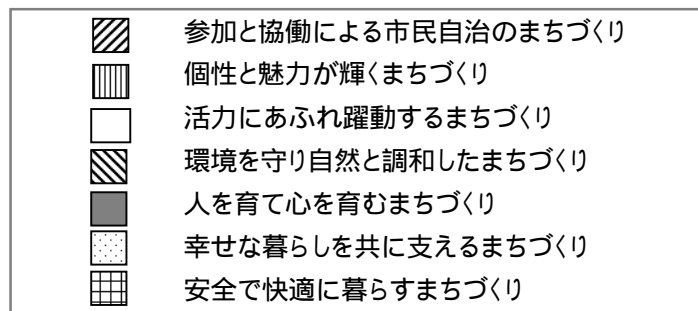 参加と協働による市民自治のまちづくり
個性と魅力が輝くまちづくり
活力にあふれ躍動するまちづくり
環境を守り自然と調和したまちづくり
人を育て心を育むまちづくり
幸せな暮らしを共に支えるまちづくり
安全で快適に暮らすまちづくり